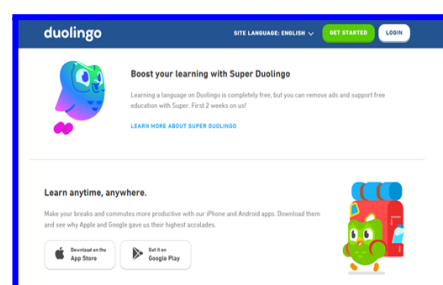 duolingo
SITE LANGUAGE: ENGLISH
GET STARTED
LOGIN
Boost your learning with Super Duolingo
Learning a language on Duolingo is completely free, but you can remove ads and support free
education with Super. First 2 weeks on us!
LEARN MORE ABOUT SUPER DUOLINGO
Learn anytime, anywhere.
Make your breaks and commutes more productive with our iPhone and Android apps. Download them
and see why Apple and Google gave us their highest accolades.
Download on the
App Store
Get it on
Google Play